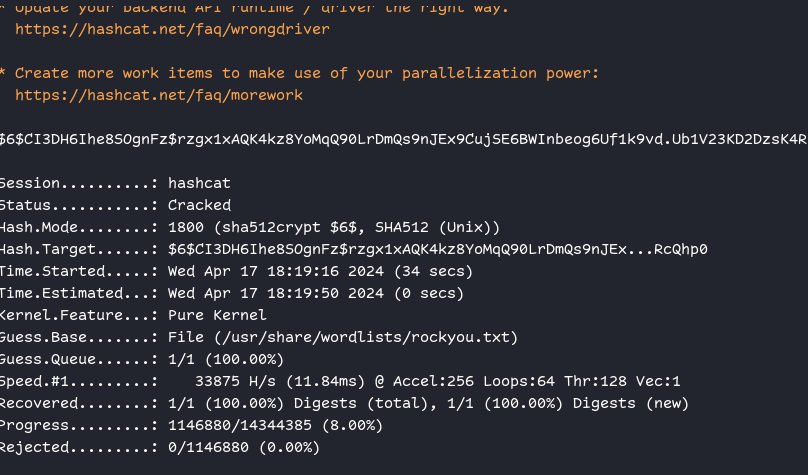 * Update your backend API runtime / driver the right way:
https://hashcat.net/faq/wrongdriver
* Create more work items to make use of your parallelization power:
https://hashcat.net/faq/morework
$6$CI3DH6Ihe8SOgnFz$rzgx1xAQK4kz8YoMqQ90LrDmQs9nJEx9CujSE6BWInbeog6Uf1k9vd.Ub1V23KD2DzsK4R
Session..........: hashcat
Status...........: Cracked
Hash.Mode........: 1800 (sha512crypt $6$, SHA512 (Unix))
Hash.Target......: $6$CI3DH6Ihe8SOgnFz$rzgx1xAQK4kz8YoMqQ90LrDmQs9nJEx...RcQhp0
Time.Started.....: Wed Apr 17 18:19:16 2024 (34 secs)
Time.Estimated...: Wed Apr 17 18:19:50 2024 (0 secs)
Kernel.Feature...: Pure Kernel
Guess.Base.......: File (/usr/share/wordlists/rockyou.txt)
Guess.Queue......: 1/1 (100.00%)
Speed.#1.........:    33875 H/s (11.84ms) @ Accel:256 Loops:64 Thr:128 Vec:1
Recovered........: 1/1 (100.00%) Digests (total), 1/1 (100.00%) Digests (new)
Progress.........: 1146880/14344385 (8.00%)
Rejected.........: 0/1146880 (0.00%)